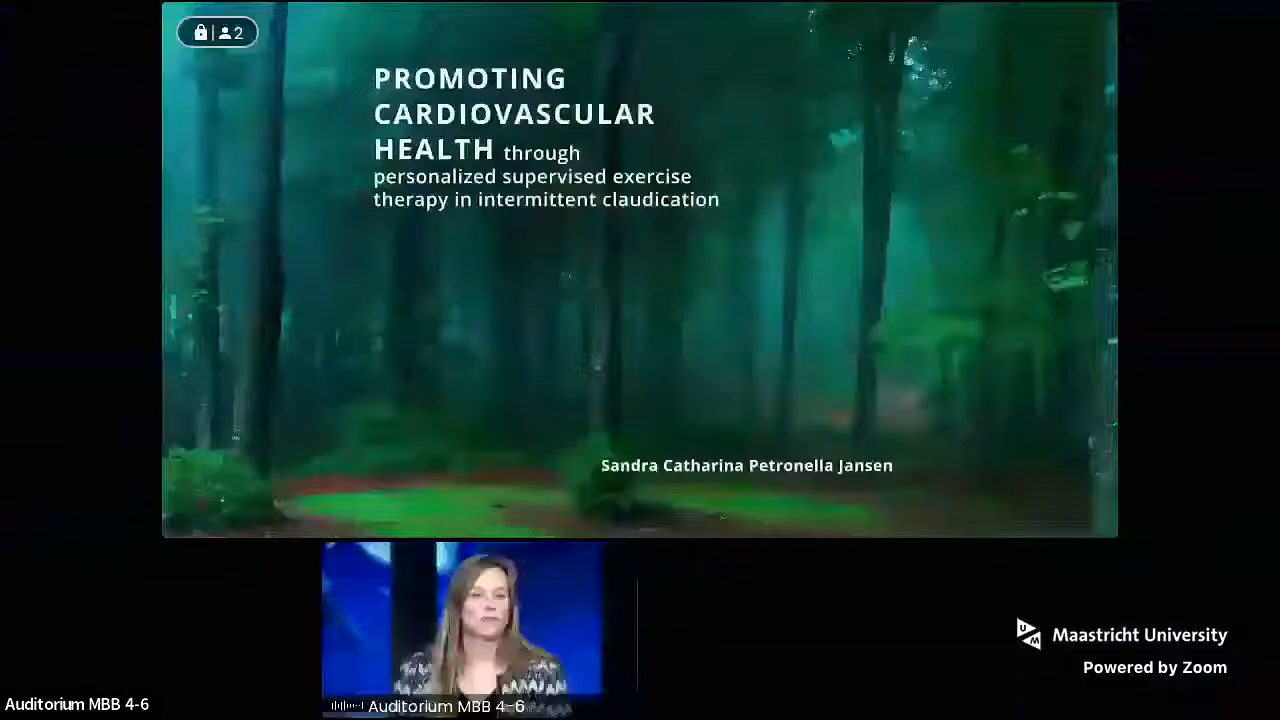 2
PROMOTING
CARDIOVASCULAR
HEALTH through
personalized supervised exercise
therapy in intermittent claudication
Sandra Catharina Petronella Jansen
UM Maastricht University
Powered by Zoom
Auditorium MBB 4-6
Auditorium MBB 4-6